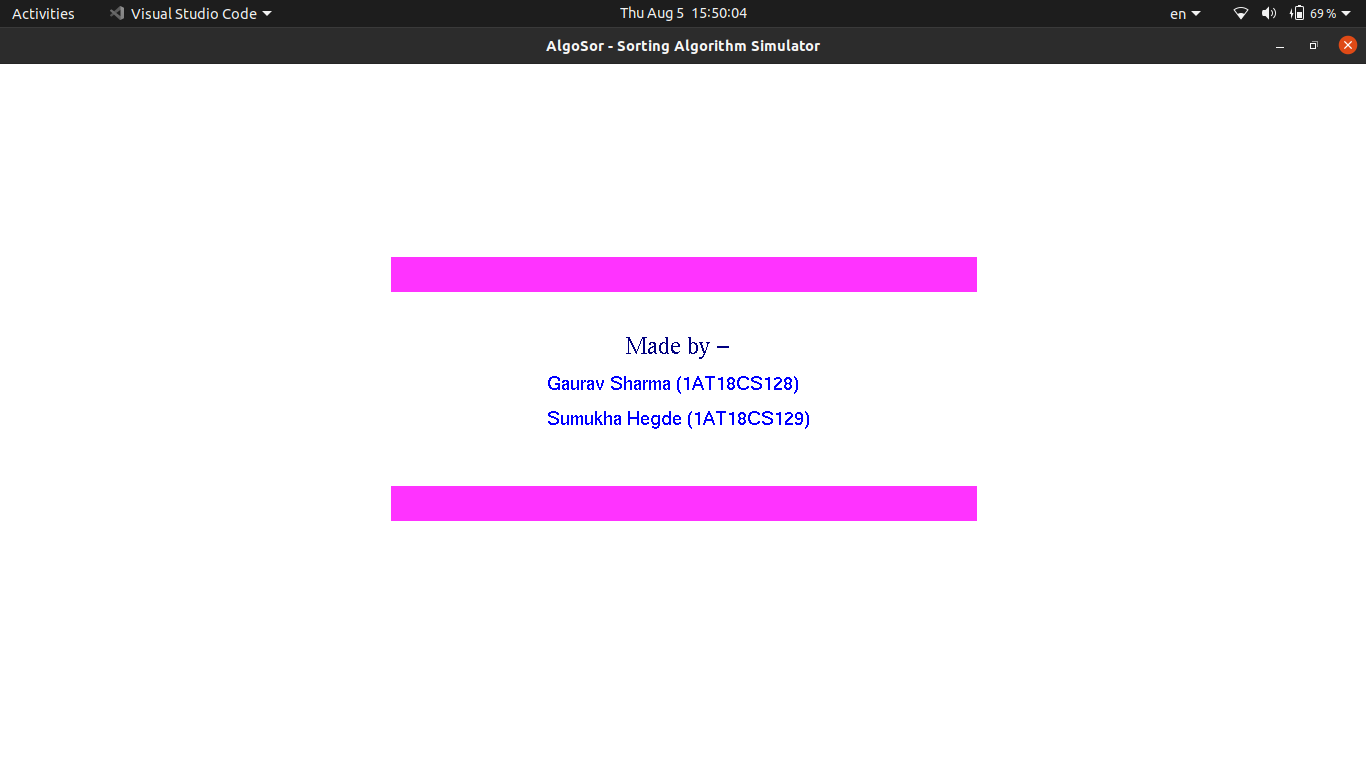 Activities Visual Studio Code Thu Aug 5 15:50:04 en 69 %
AlgoSor - Sorting Algorithm Simulator
Made by –
Gaurav Sharma (1AT18CS128)
Sumukha Hegde (1AT18CS129)